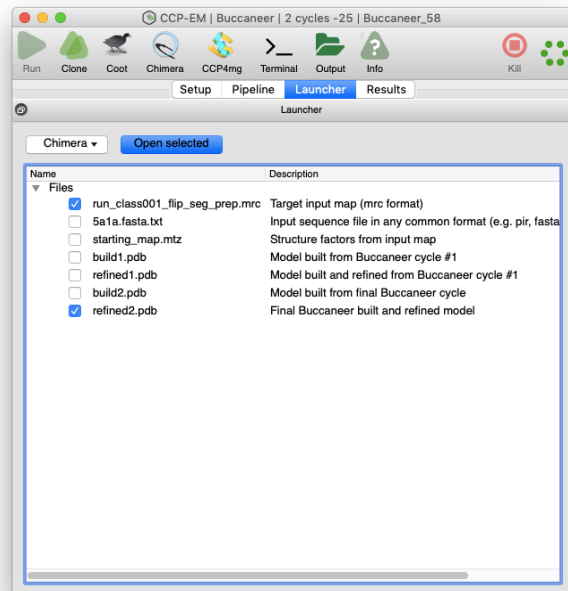 CCP-EM | Buccaneer | 2 cycles -25 | Buccaneer_58
Run Clone Coot Chimera CCP4mg Terminal Output Info Kill
Setup Pipeline Launcher Results
Launcher
Chimera Open selected
Name Description
Files
run_class001_flip_seg_prep.mrc Target input map (mrc format)
5a1a.fasta.txt Input sequence file in any common format (e.g. pir, fasta
starting_map.mtz Structure factors from input map
build1.pdb Model built from Buccaneer cycle #1
refined1.pdb Model built and refined from Buccaneer cycle #1
build2.pdb Model built from final Buccaneer cycle
refined2.pdb Final Buccaneer built and refined model